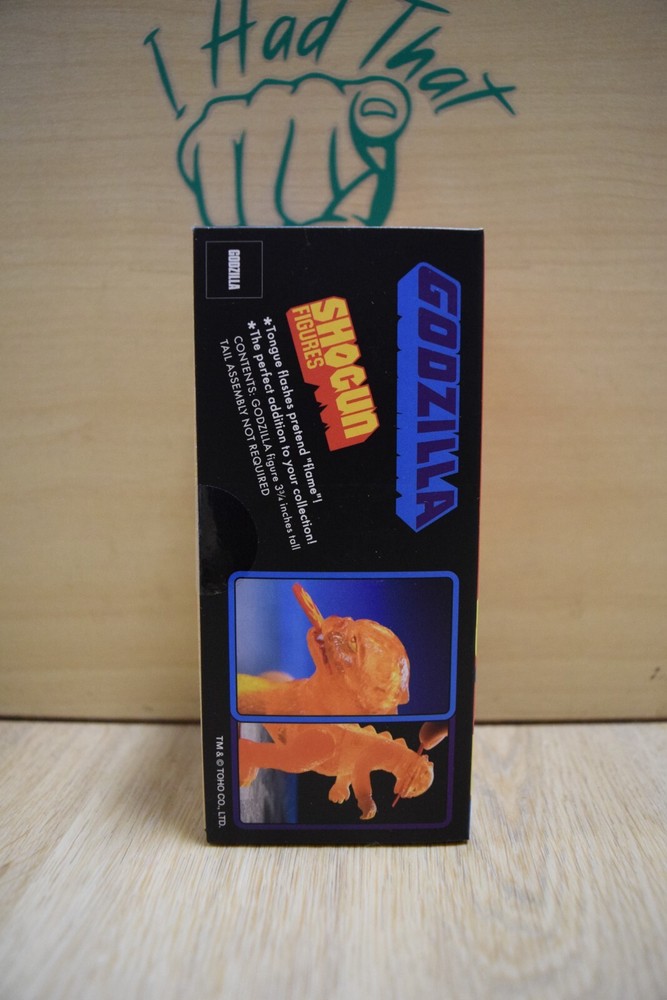 I Had That
GODZILLA
GODZILLA
SHOGUN
FIGURES
*Tongue flashes pretend "flame"!
*The perfect addition to your collection!
CONTENTS: GODZILLA figure 3¾ inches tall
TAIL ASSEMBLY NOT REQUIRED
TM & © TOHO CO., LTD.